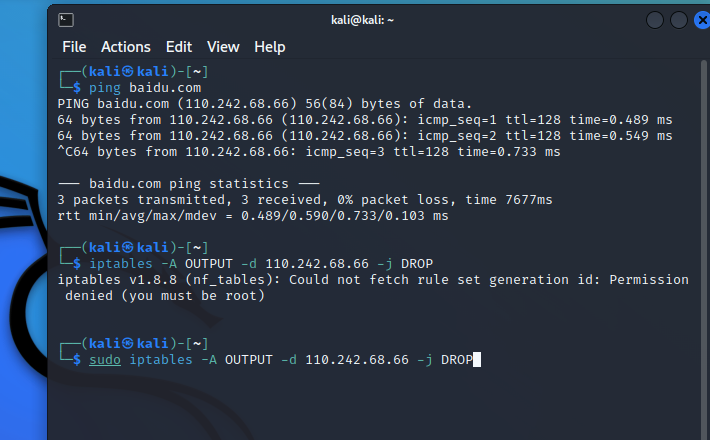 kali@kali: ~
File Actions Edit View Help
┌──(kali㉿kali)-[~]
└─$ ping baidu.com
PING baidu.com (110.242.68.66) 56(84) bytes of data.
64 bytes from 110.242.68.66 (110.242.68.66): icmp_seq=1 ttl=128 time=0.489 ms
64 bytes from 110.242.68.66 (110.242.68.66): icmp_seq=2 ttl=128 time=0.549 ms
^C64 bytes from 110.242.68.66: icmp_seq=3 ttl=128 time=0.733 ms
--- baidu.com ping statistics ---
3 packets transmitted, 3 received, 0% packet loss, time 7677ms
rtt min/avg/max/mdev = 0.489/0.590/0.733/0.103 ms
┌──(kali㉿kali)-[~]
└─$ iptables -A OUTPUT -d 110.242.68.66 -j DROP
iptables v1.8.8 (nf_tables): Could not fetch rule set generation id: Permission
denied (you must be root)
┌──(kali㉿kali)-[~]
└─$ sudo iptables -A OUTPUT -d 110.242.68.66 -j DROP